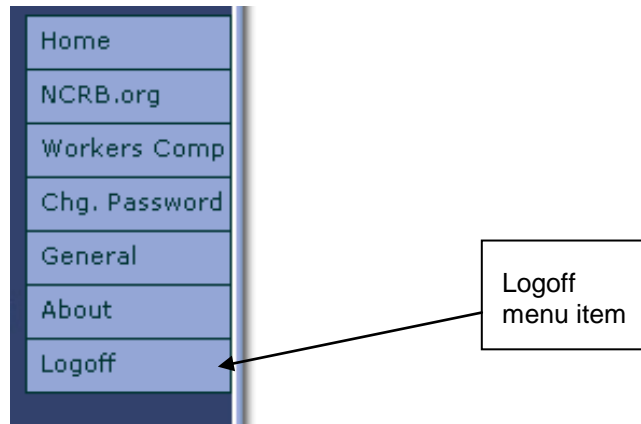 Home
NCRB.org
Workers Comp
Chg. Password
General
About
Logoff
Logoff
menu item